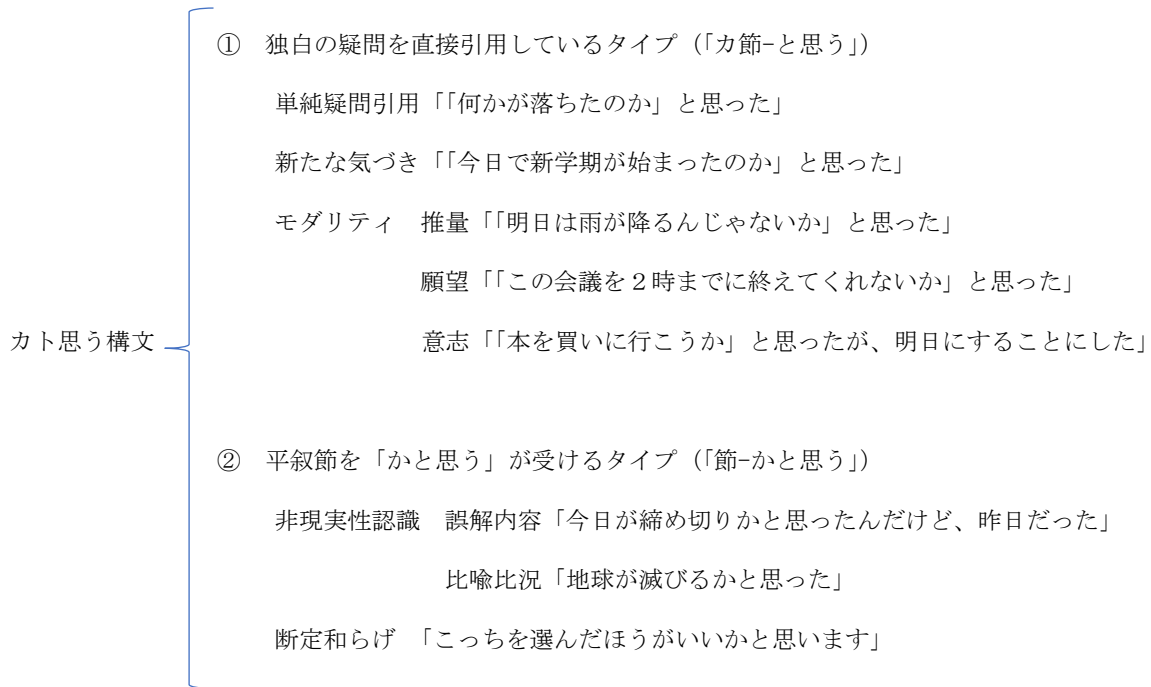 ① 独白の疑問を直接引用しているタイプ（「カ節−と思う」）
単純疑問引用「「何かが落ちたのか」と思った」
新たな気づき「「今日で新学期が始まったのか」と思った」
モダリティ 推量「「明日は雨が降るんじゃないか」と思った」
願望「「この会議を２時までに終えてくれないか」と思った」
カト思う構文 意志「「本を買いに行こうか」と思ったが、明日にすることにした」
② 平叙節を「かと思う」が受けるタイプ（「節−かと思う」）
非現実性認識 誤解内容「今日が締め切りかと思ったんだけど、昨日だった」
比喩比況「地球が滅びるかと思った」
断定和らげ 「こっちを選んだほうがいいかと思います」